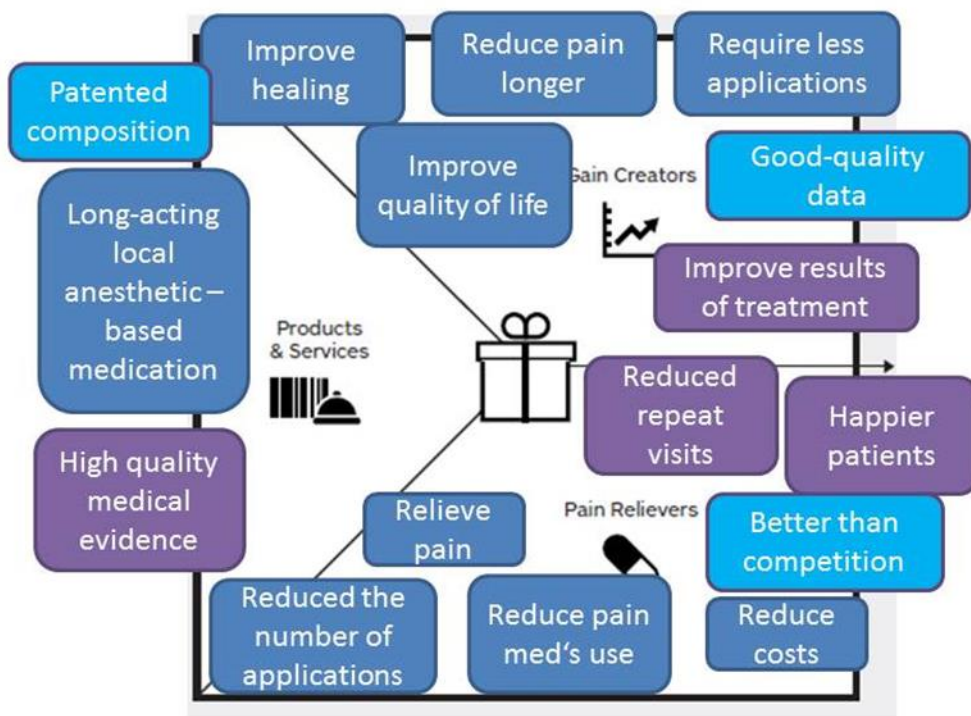 Improve
healing
Reduce pain
longer
Require less
applications
Patented
composition
Improve
quality of life
Gain Creators
Good-quality
data
Long-acting
local
anesthetic –
based
medication
Improve results
of treatment
Products
& Services
Reduced
repeat
visits
Happier
patients
High quality
medical
evidence
Relieve
pain
Pain Relievers
Better than
competition
Reduced the
number of
applications
Reduce pain
med‘s use
Reduce
costs